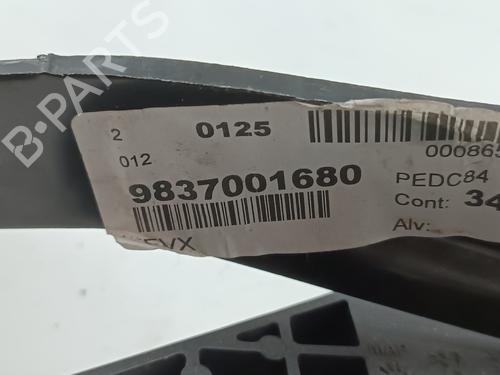 B-PARTS
2 0125
000865
012
9837001680
PEDC84
Cont: 34
Alv: